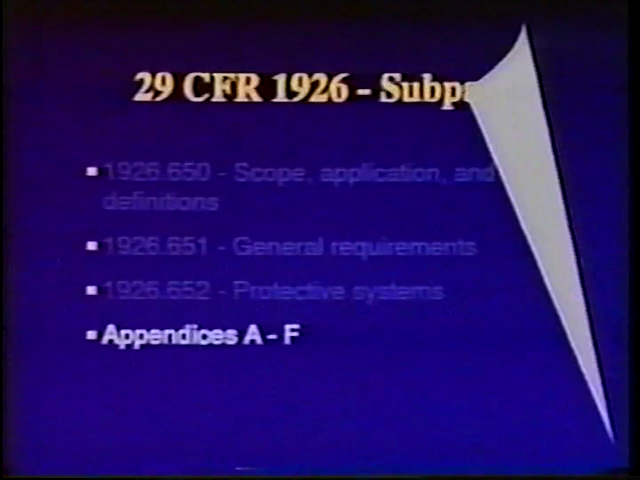 29 CFR 1926 - Subpa
▪1926.650 - Scope, application, and
definitions
▪1926.651 - General requirements
▪1926.652 - Protective systems
▪Appendices A - F